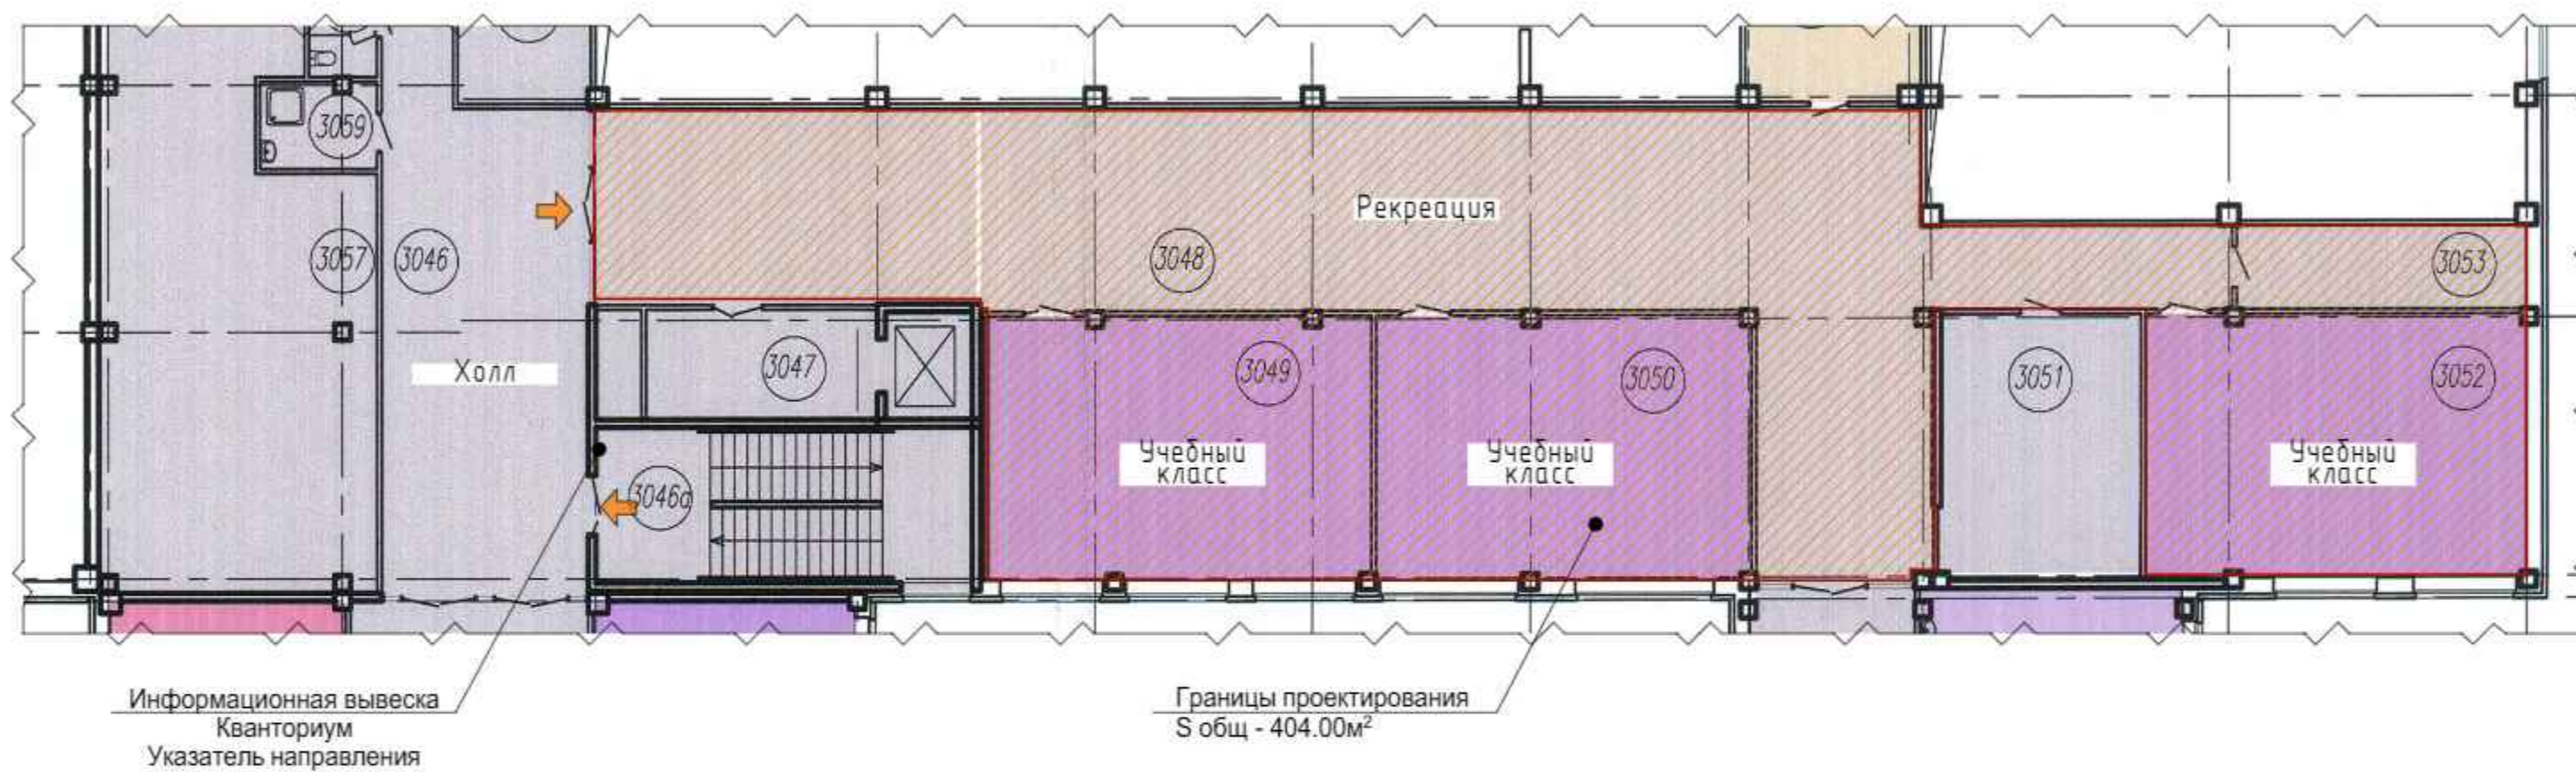 3059
Рекреация
3057
3046
3048
3053
Холл
3047
3049
3050
3051
3052
Учебный
класс
Учебный
класс
Учебный
класс
3046а
Информационная вывеска
Кванториум
Указатель направления
Границы проектирования
S общ - 404.00м²